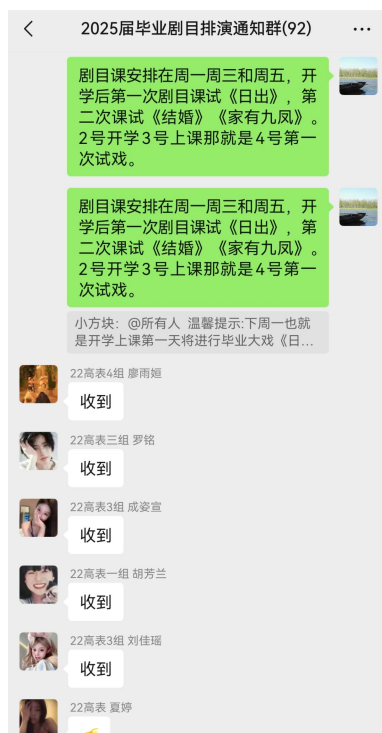 2025届毕业剧目排演通知群(92)
剧目课安排在周一周三和周五，开
学后第一次剧目课试《日出》，第
二次课试《结婚》《家有九凤》。
2号开学3号上课那就是4号第一
次试戏。
剧目课安排在周一周三和周五，开
学后第一次剧目课试《日出》，第
二次课试《结婚》《家有九凤》。
2号开学3号上课那就是4号第一
次试戏。
小方块：@所有人 温馨提示:下周一也就
是开学上课第一天将进行毕业大戏《日...
22高表4组 廖雨姮
收到
22高表三组 罗铭
收到
22高表3组 成姿宣
收到
22高表一组 胡芳兰
收到
22高表3组 刘佳瑶
收到
22高表 夏婷